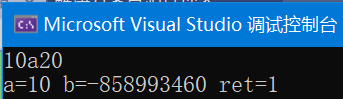 Microsoft Visual Studio 调试控制台
10a20
a=10 b=-858993460 ret=1